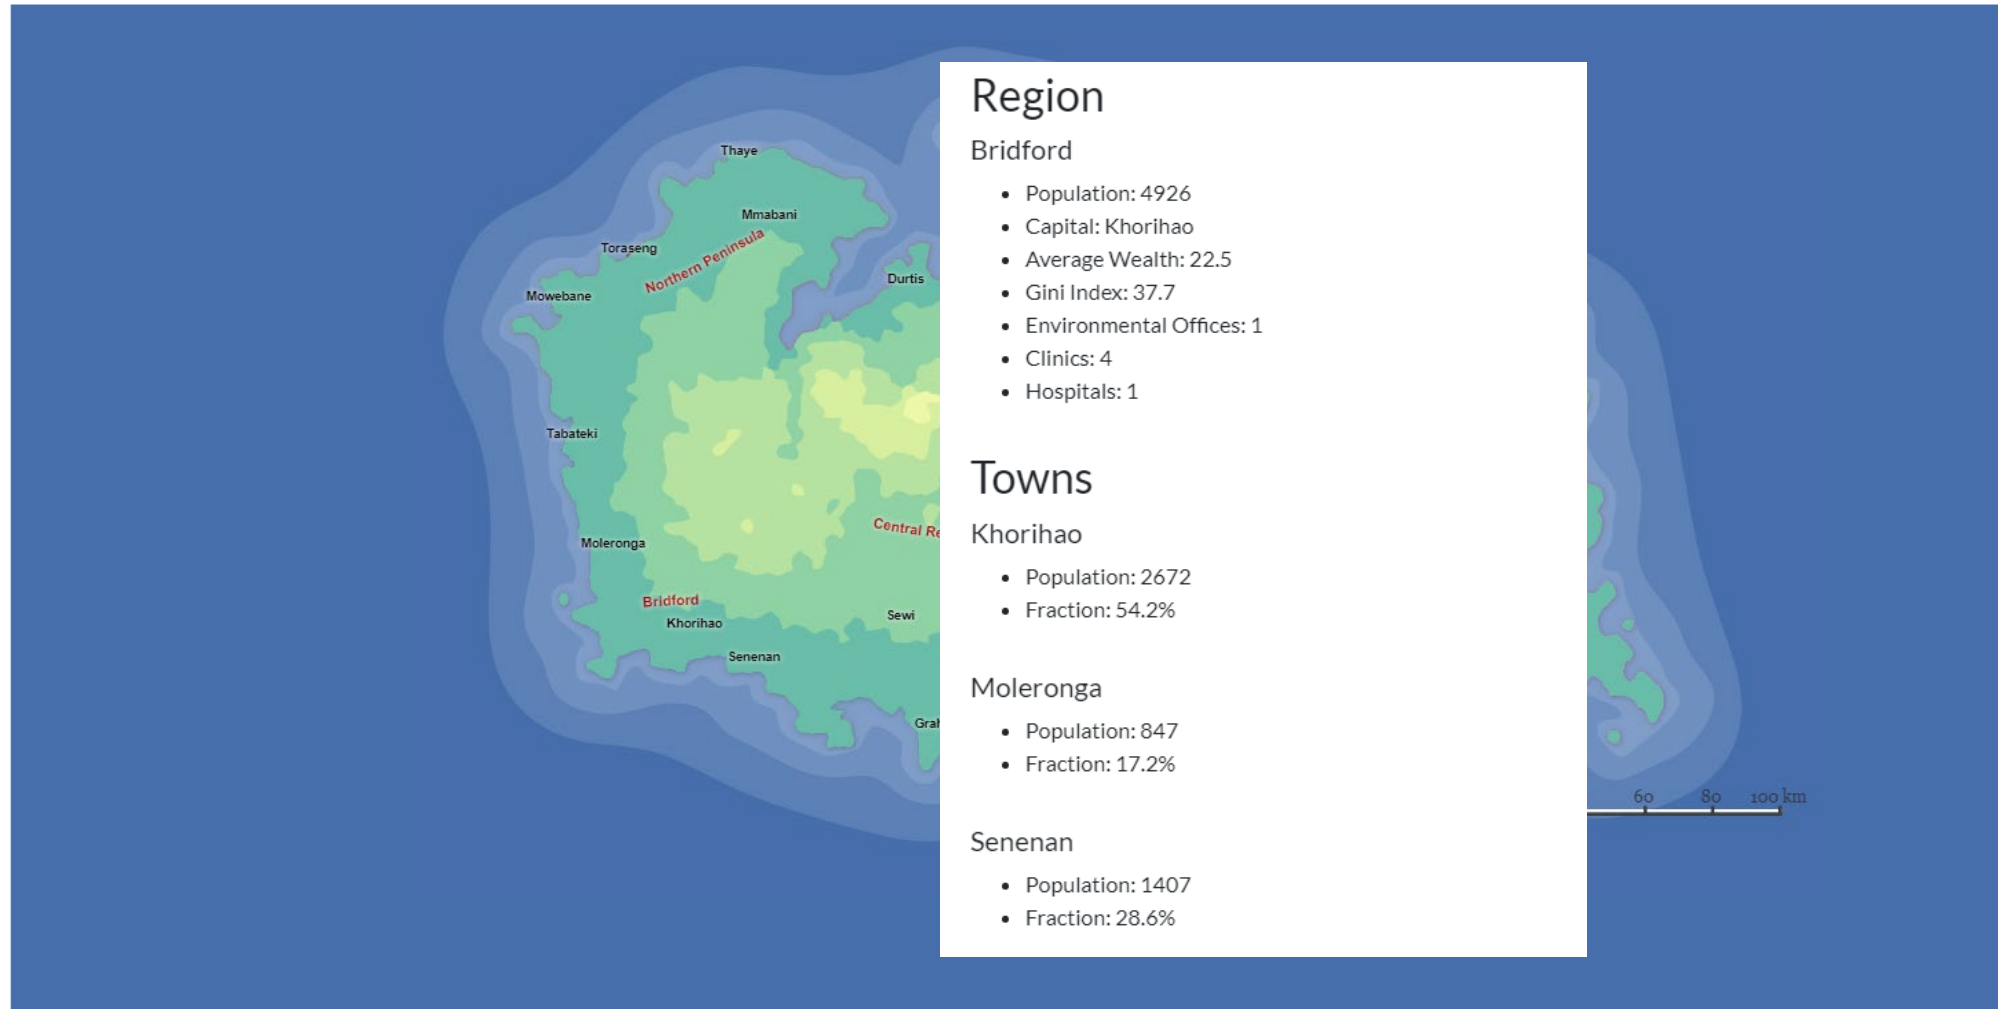 Thaye
Mmabani
Toraseng
Northern Peninsula
Durtis
Mowebane
Tabateki
Central Re
Moleronga
Bridford
Khorihao
Sewi
Senenan
Grah
Region
Bridford
• Population: 4926
• Capital: Khorihao
• Average Wealth: 22.5
• Gini Index: 37.7
• Environmental Offices: 1
• Clinics: 4
• Hospitals: 1
Towns
Khorihao
• Population: 2672
• Fraction: 54.2%
Moleronga
• Population: 847
• Fraction: 17.2%
Senenan
• Population: 1407
• Fraction: 28.6%
60 80 100 km